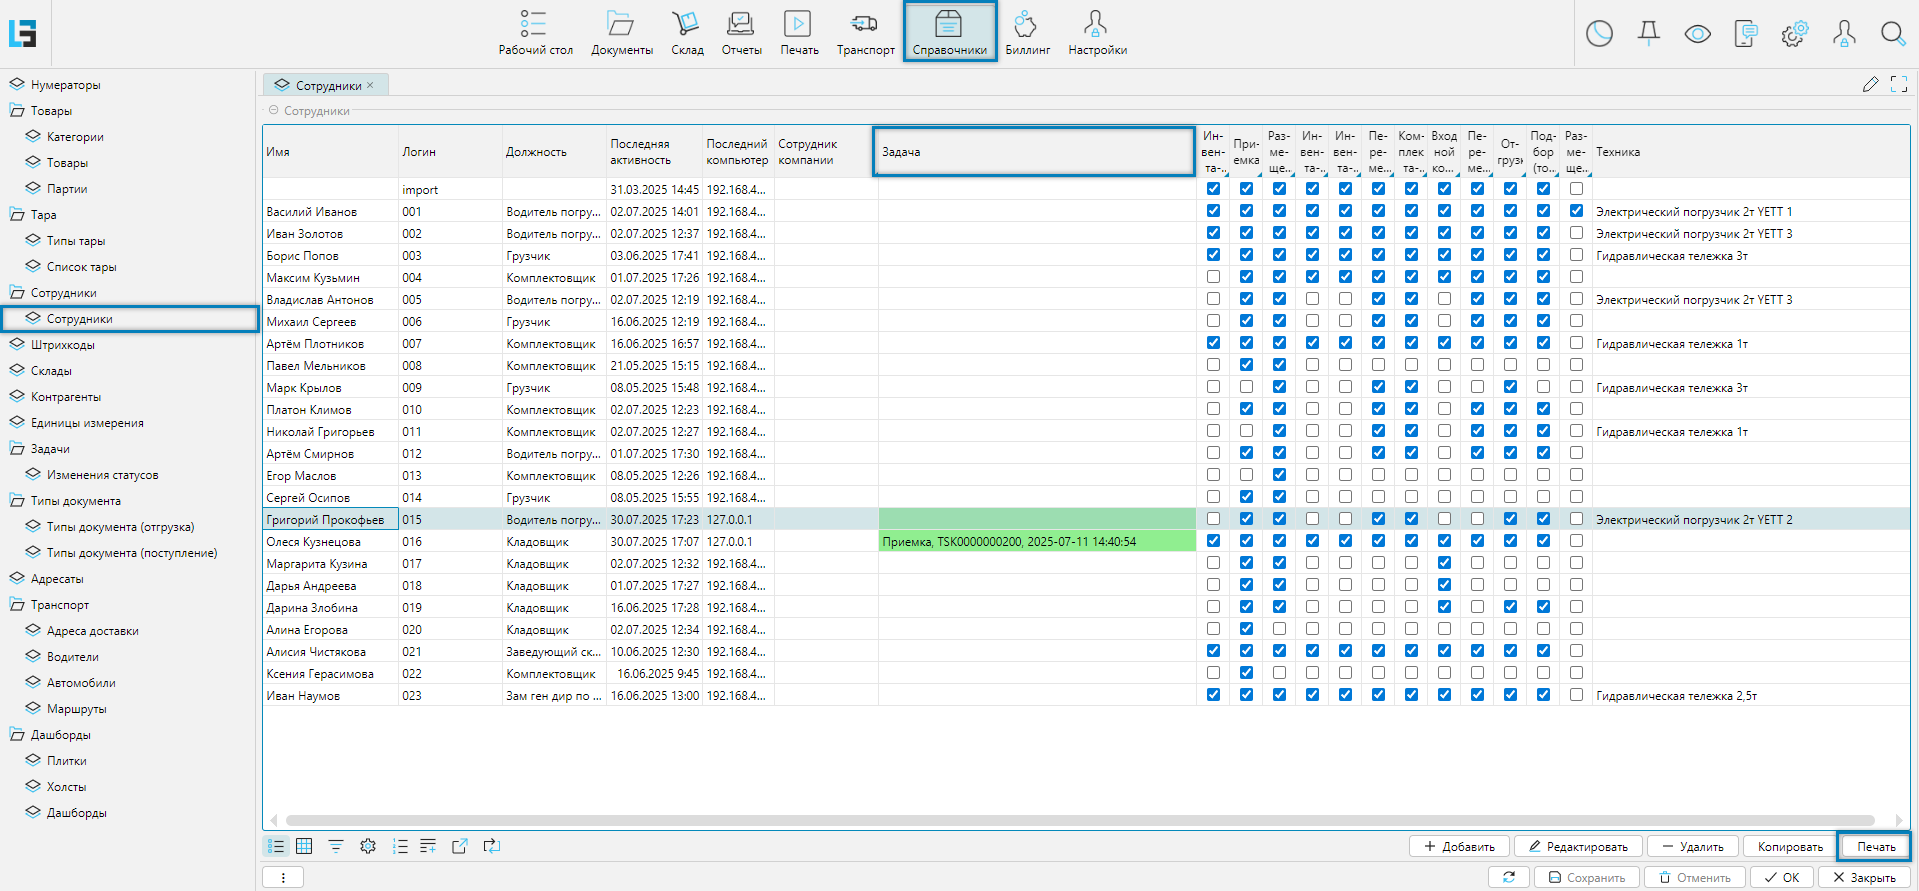 Рабочий стол Документы Склад Отчеты Печать Транспорт Справочники Биллинг Настройки
Нумераторы
Товары
Категории
Товары
Партии
Тара
Типы тары
Список тары
Сотрудники
Сотрудники
Штрихкоды
Склады
Контрагенты
Единицы измерения
Задачи
Изменения статусов
Типы документа
Типы документа (отгрузка)
Типы документа (поступление)
Адресаты
Транспорт
Адреса доставки
Водители
Автомобили
Маршруты
Дашборды
Плитки
Холсты
Дашборды
Сотрудники ×
Сотрудники
Имя Логин Должность Последняя активность Последний компьютер Сотрудник компании Задача Ин-вен-та-... При-емка Раз-ме-ще... Ин-вен-та-... Ин-вен-та-... Пе-ре-ме... Ком-плек та-... Вход ной ко... Пе-ре-ме... От-грузк Под-бор (то... Раз-ме-ще... Техника
import 31.03.2025 14:45 192.168.4...
Василий Иванов 001 Водитель погру... 02.07.2025 14:01 192.168.4... Электрический погрузчик 2т YETT 1
Иван Золотов 002 Водитель погру... 02.07.2025 12:37 192.168.4... Электрический погрузчик 2т YETT 3
Борис Попов 003 Грузчик 03.06.2025 17:41 192.168.4... Гидравлическая тележка 3т
Максим Кузьмин 004 Комплектовщик 01.07.2025 17:26 192.168.4...
Владислав Антонов 005 Водитель погру... 02.07.2025 12:19 192.168.4... Электрический погрузчик 2т YETT 3
Михаил Сергеев 006 Грузчик 16.06.2025 12:19 192.168.4...
Артём Плотников 007 Комплектовщик 16.06.2025 16:57 192.168.4... Гидравлическая тележка 1т
Павел Мельников 008 Комплектовщик 21.05.2025 15:15 192.168.4...
Марк Крылов 009 Грузчик 08.05.2025 15:48 192.168.4... Гидравлическая тележка 3т
Платон Климов 010 Комплектовщик 02.07.2025 12:23 192.168.4...
Николай Григорьев 011 Комплектовщик 02.07.2025 12:27 192.168.4... Гидравлическая тележка 1т
Артём Смирнов 012 Водитель погру... 01.07.2025 17:30 192.168.4...
Егор Маслов 013 Комплектовщик 08.05.2025 12:26 192.168.4...
Сергей Осипов 014 Грузчик 08.05.2025 15:55 192.168.4...
Григорий Прокофьев 015 Водитель погру... 30.07.2025 17:23 127.0.0.1 Электрический погрузчик 2т YETT 2
Олеся Кузнецова 016 Кладовщик 30.07.2025 17:07 127.0.0.1 Приемка, TSK0000000200, 2025-07-11 14:40:54
Маргарита Кузина 017 Кладовщик 02.07.2025 12:32 192.168.4...
Дарья Андреева 018 Кладовщик 01.07.2025 17:27 192.168.4...
Дарина Злобина 019 Кладовщик 16.06.2025 17:28 192.168.4...
Алина Егорова 020 Кладовщик 02.07.2025 12:34 192.168.4...
Алисия Чистякова 021 Заведующий ск... 10.06.2025 12:30 192.168.4...
Ксения Герасимова 022 Комплектовщик 16.06.2025 9:45 192.168.4...
Иван Наумов 023 Зам ген дир по ... 16.06.2025 13:00 192.168.4... Гидравлическая тележка 2,5т
Добавить Редактировать Удалить Копировать Печать
Сохранить Отменить OK Закрыть